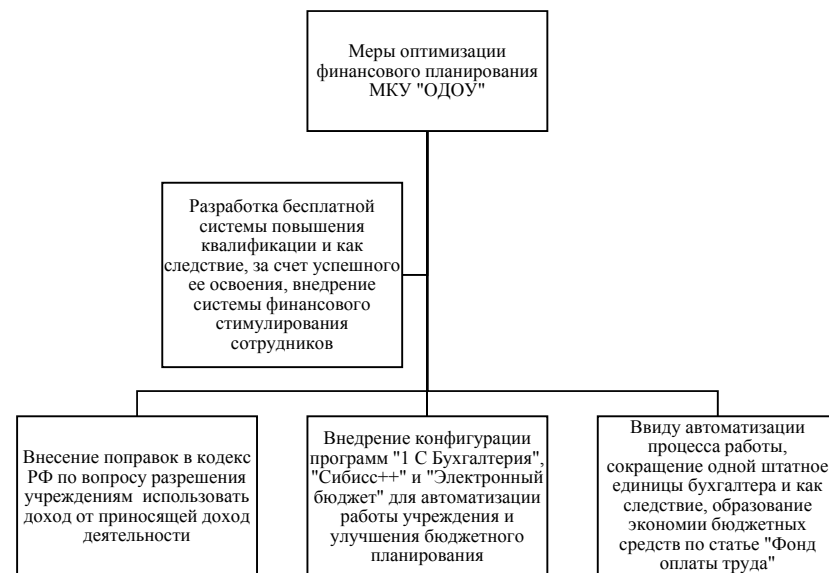 Меры оптимизации
финансового планирования
МКУ "ОДОУ"
Разработка бесплатной
системы повышения
квалификации и как
следствие, за счет успешного
ее освоения, внедрение
системы финансового
стимулирования
сотрудников
Внесение поправок в кодекс
РФ по вопросу разрешения
учреждениям использовать
доход от приносящей доход
деятельности
Внедрение конфигурации
программ "1 С Бухгалтерия",
"Сибисс++" и "Электронный
бюджет" для автоматизации
работы учреждения и
улучшения бюджетного
планирования
Ввиду автоматизации
процесса работы,
сокращение одной штатное
единицы бухгалтера и как
следствие, образование
экономии бюджетных
средств по статье "Фонд
оплаты труда"